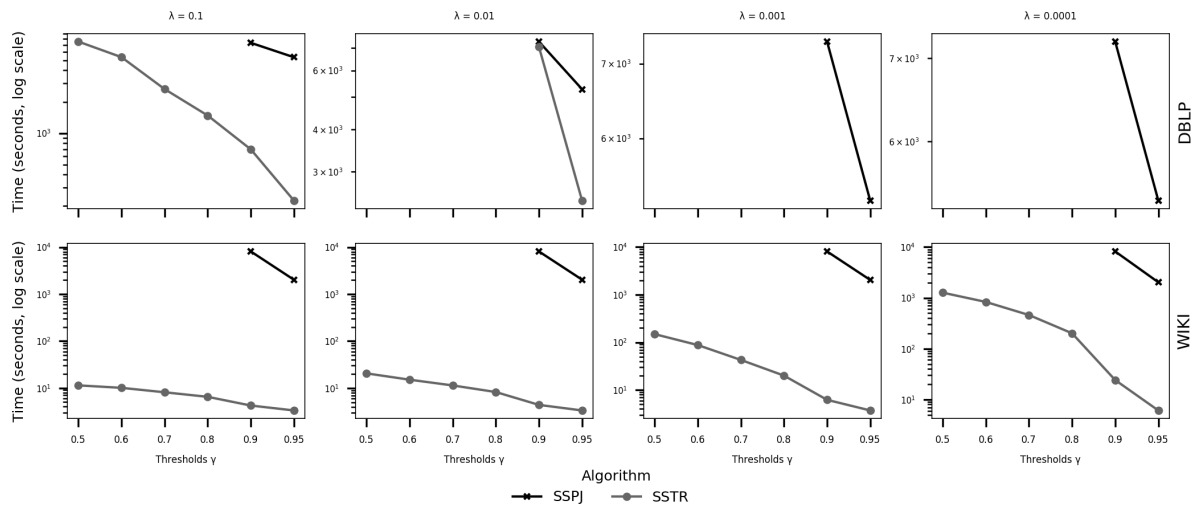 λ = 0.1
λ = 0.01
λ = 0.001
λ = 0.0001
Time (seconds, log scale)
10³
6 × 10³
4 × 10³
3 × 10³
7 × 10³
6 × 10³
7 × 10³
6 × 10³
DBLP
Time (seconds, log scale)
10⁴
10³
10²
10¹
10⁴
10³
10²
10¹
10⁴
10³
10²
10¹
10⁴
10³
10²
10¹
WIKI
0.5 0.6 0.7 0.8 0.9 0.95
0.5 0.6 0.7 0.8 0.9 0.95
0.5 0.6 0.7 0.8 0.9 0.95
0.5 0.6 0.7 0.8 0.9 0.95
Thresholds γ
Thresholds γ
Thresholds γ
Thresholds γ
Algorithm
SSPJ SSTR